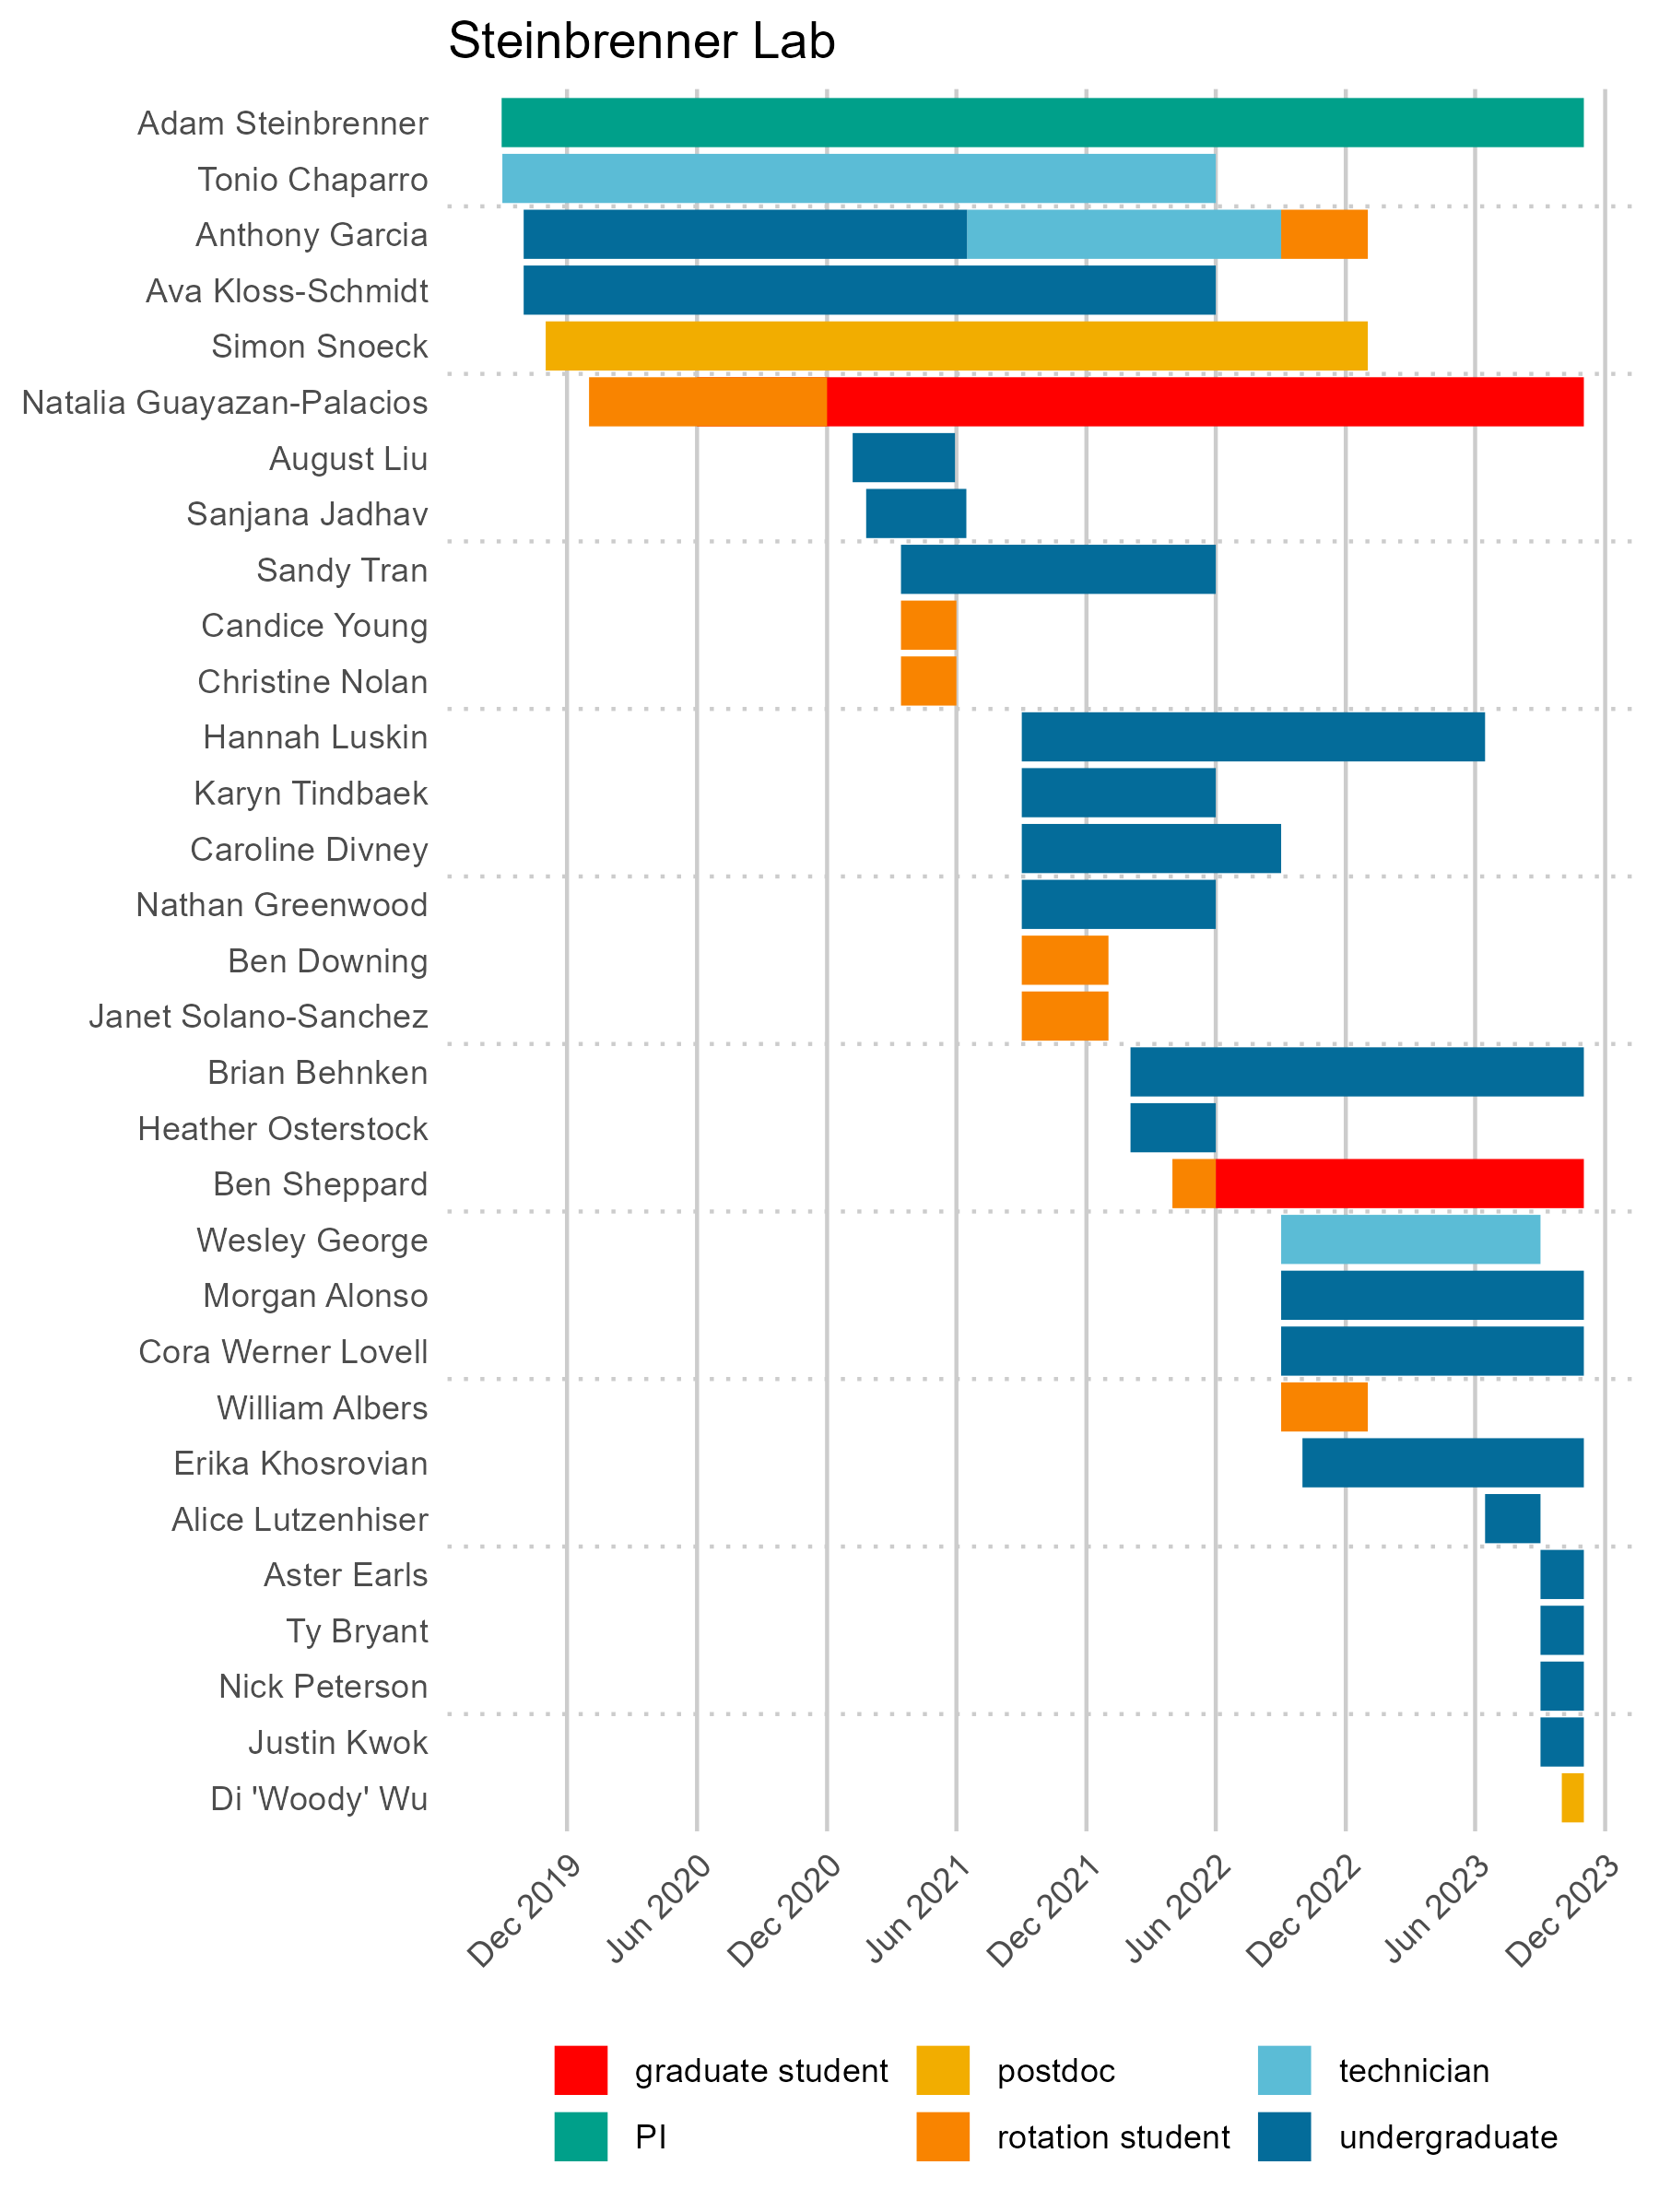 Steinbrenner Lab
Adam Steinbrenner
Tonio Chaparro
Anthony Garcia
Ava Kloss-Schmidt
Simon Snoeck
Natalia Guayazan-Palacios
August Liu
Sanjana Jadhav
Sandy Tran
Candice Young
Christine Nolan
Hannah Luskin
Karyn Tindbaek
Caroline Divney
Nathan Greenwood
Ben Downing
Janet Solano-Sanchez
Brian Behnken
Heather Osterstock
Ben Sheppard
Wesley George
Morgan Alonso
Cora Werner Lovell
William Albers
Erika Khosrovian
Alice Lutzenhiser
Aster Earls
Ty Bryant
Nick Peterson
Justin Kwok
Di 'Woody' Wu
Dec 2019
Jun 2020
Dec 2020
Jun 2021
Dec 2021
Jun 2022
Dec 2022
Jun 2023
Dec 2023
graduate student
postdoc
technician
PI
rotation student
undergraduate